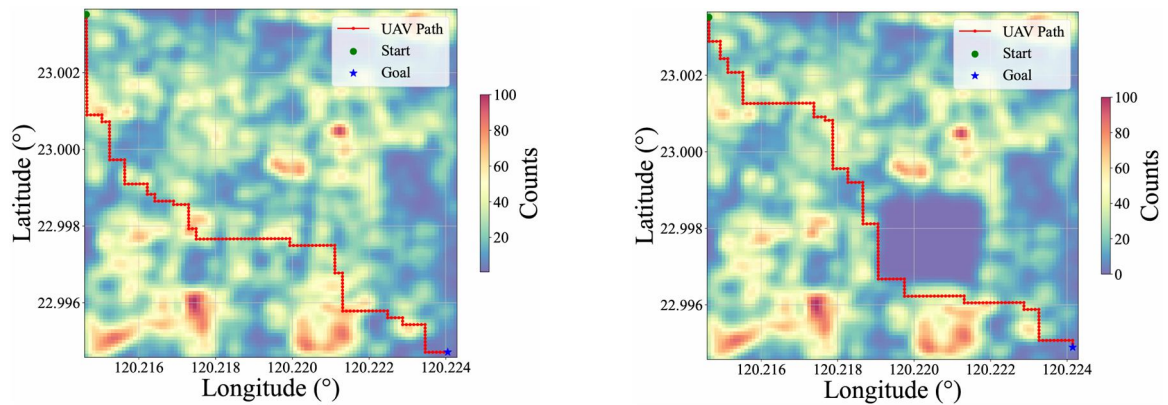 UAV Path
Start
Goal
23.002
23.000
22.998
22.996
Latitude (°)
120.216 120.218 120.220 120.222 120.224
Longitude (°)
100
80
60
40
20
Counts
UAV Path
Start
Goal
23.002
23.000
22.998
22.996
Latitude (°)
120.216 120.218 120.220 120.222 120.224
Longitude (°)
100
80
60
40
20
0
Counts